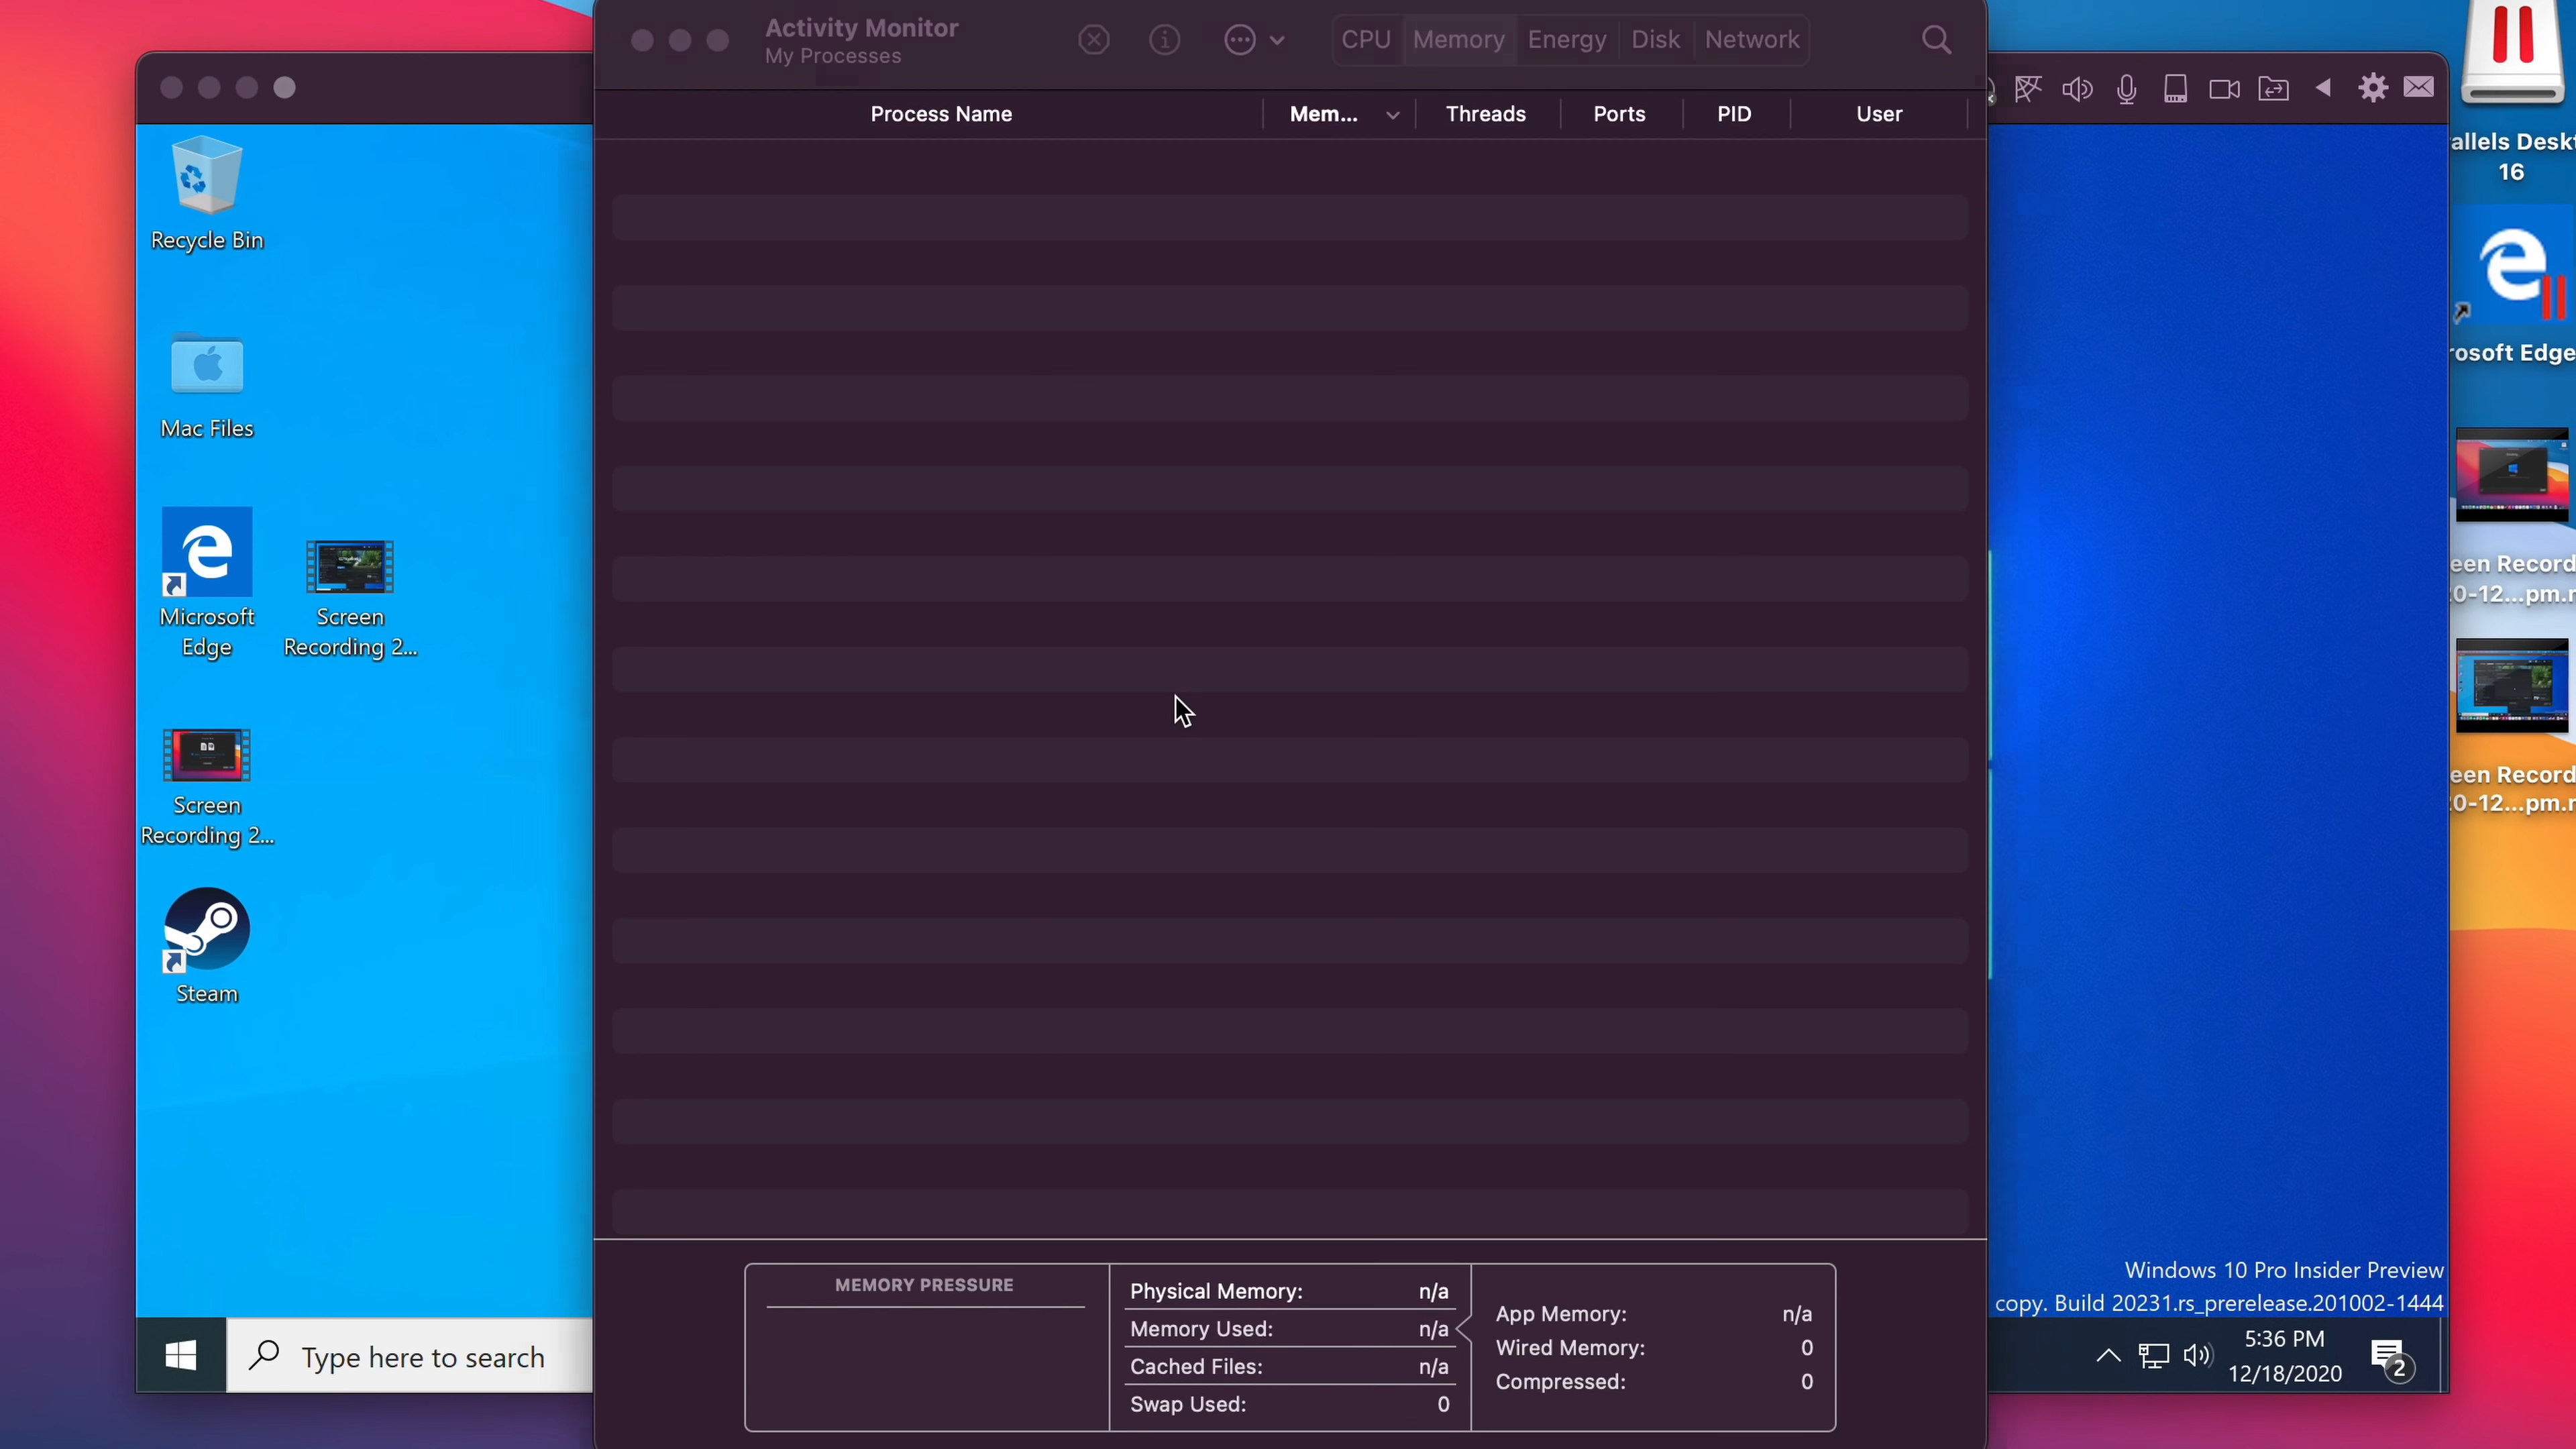 Activity Monitor
My Processes
CPU
Memory
Energy
Disk
Network
Process Name
Mem...
Threads
Ports
PID
User
Recycle Bin
Mac Files
Microsoft
Edge
Screen
Recording 2...
Screen
Recording 2...
Steam
allels Deskt
16
rosoft Edge
een Record
0-12...pm.r
een Record
0-12...pm.r
MEMORY PRESSURE
Physical Memory: n/a
Memory Used: n/a
Cached Files: n/a
Swap Used: 0
App Memory: n/a
Wired Memory: 0
Compressed: 0
Windows 10 Pro Insider Preview
copy. Build 20231.rs_prerelease.201002-1444
Type here to search
5:36 PM
12/18/2020
2